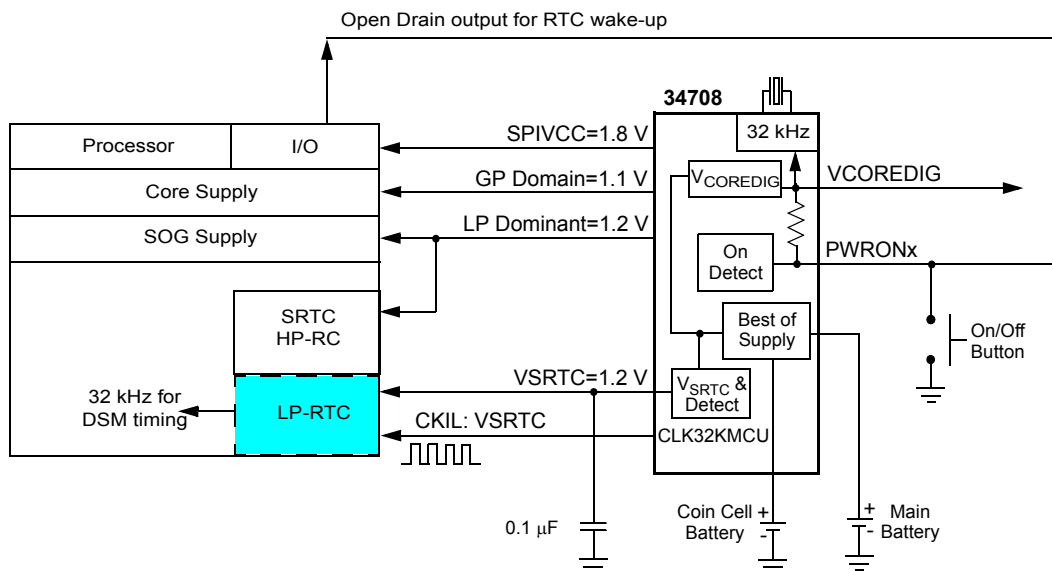 Open Drain output for RTC wake-up
34708
Processor
I/O
SPIVCC=1.8 V
32 kHz
Core Supply
GP Domain=1.1 V
VCOREDIG
VCOREDIG
SOG Supply
LP Dominant=1.2 V
On
Detect
PWRONx
SRTC
HP-RC
Best of
Supply
On/Off
Button
32 kHz for
DSM timing
LP-RTC
VSRTC=1.2 V
VSRTC &
Detect
CKIL: VSRTC
CLK32KMCU
0.1 μF
Coin Cell
Battery
+
-
+
-
Main
Battery